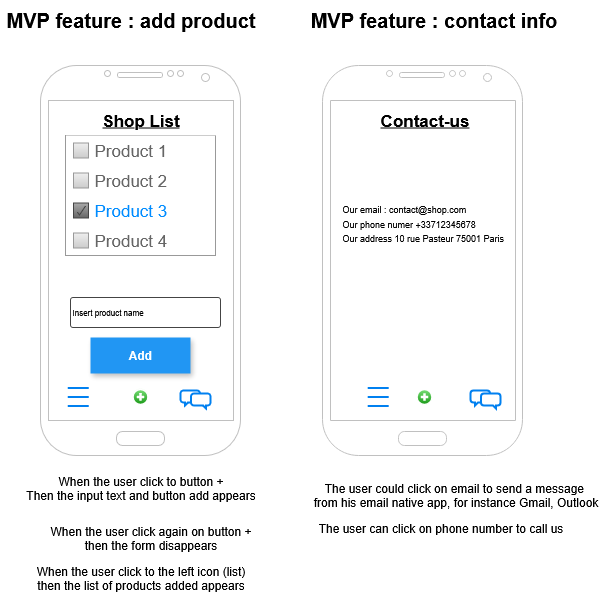 MVP feature : add product
Shop List
Product 1
Product 2
Product 3
Product 4
Insert product name
Add
When the user click to button +
Then the input text and button add appears
When the user click again on button +
then the form disappears
When the user click to the left icon (list)
then the list of products added appears
MVP feature : contact info
Contact-us
Our email : contact@shop.com
Our phone numer +33712345678
Our address 10 rue Pasteur 75001 Paris
The user could click on email to send a message
from his email native app, for instance Gmail, Outlook
The user can click on phone number to call us